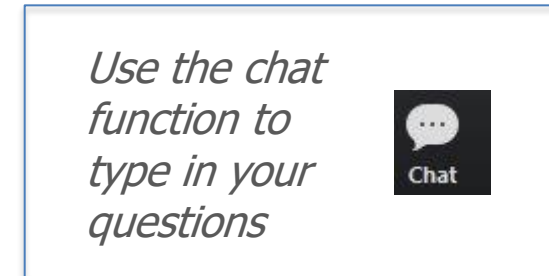 Use the chat
function to
type in your
questions
Chat